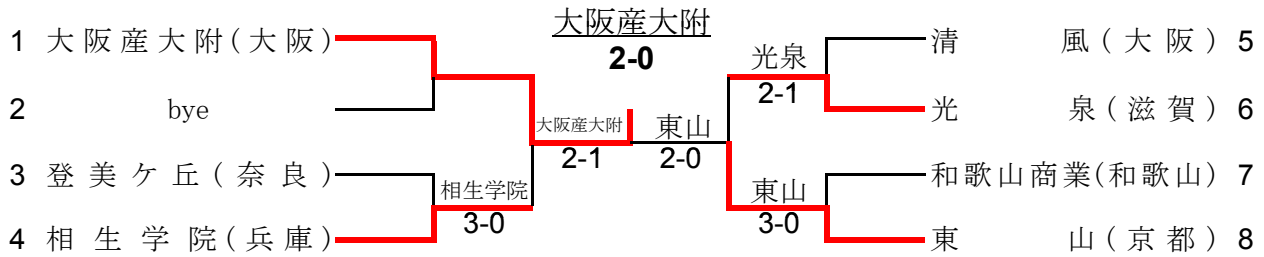 大阪産大附
2-0
1 大阪産大附(大阪)
2 bye
3 登美ケ丘(奈良)
4 相生学院(兵庫)
相生学院
3-0
大阪産大附
2-1
東山
2-0
光泉
2-1
東山
3-0
清風(大阪) 5
光泉(滋賀) 6
和歌山商業(和歌山) 7
東山(京都) 8